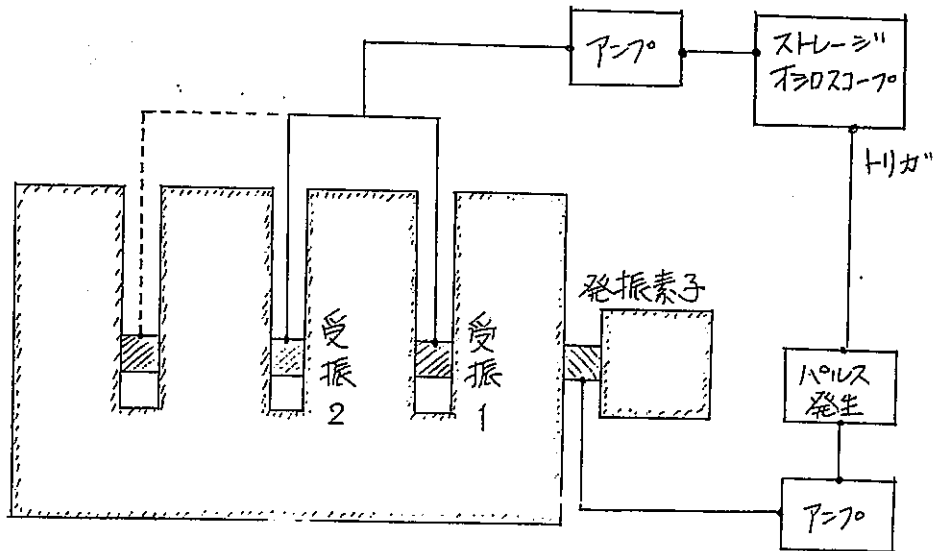 アンプ
ストレージ
オシロスコープ
トリガ
発振素子
受振2
受振1
パルス
発生
アンプ